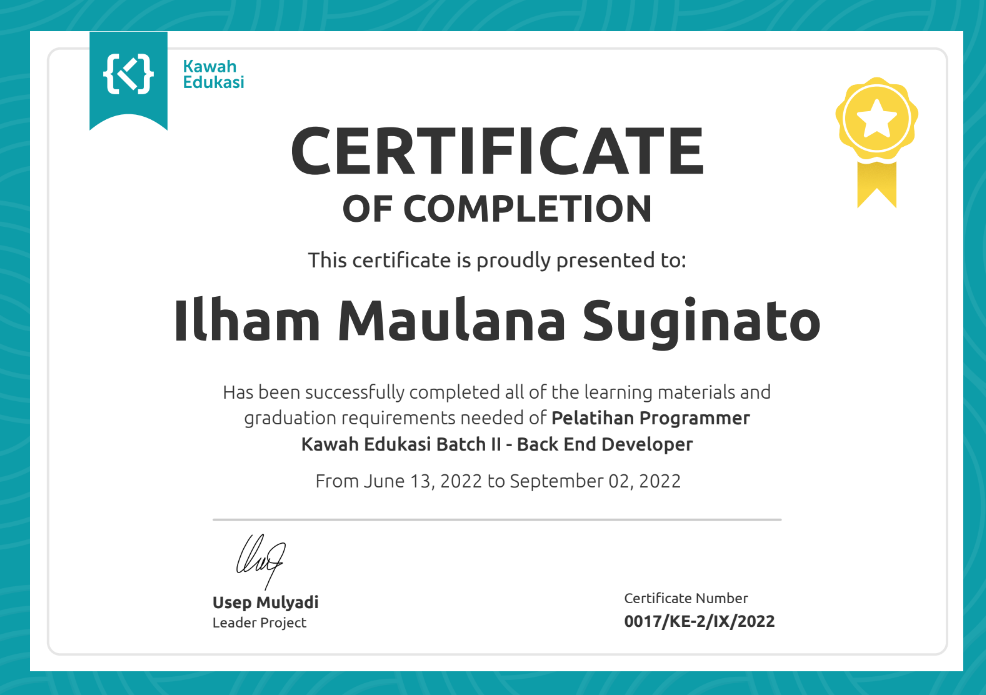 Kawah
Edukasi
CERTIFICATE
OF COMPLETION
This certificate is proudly presented to:
Ilham Maulana Suginato
Has been successfully completed all of the learning materials and
graduation requirements needed of Pelatihan Programmer
Kawah Edukasi Batch II - Back End Developer
From June 13, 2022 to September 02, 2022
Usep Mulyadi
Leader Project
Certificate Number
0017/KE-2/IX/2022